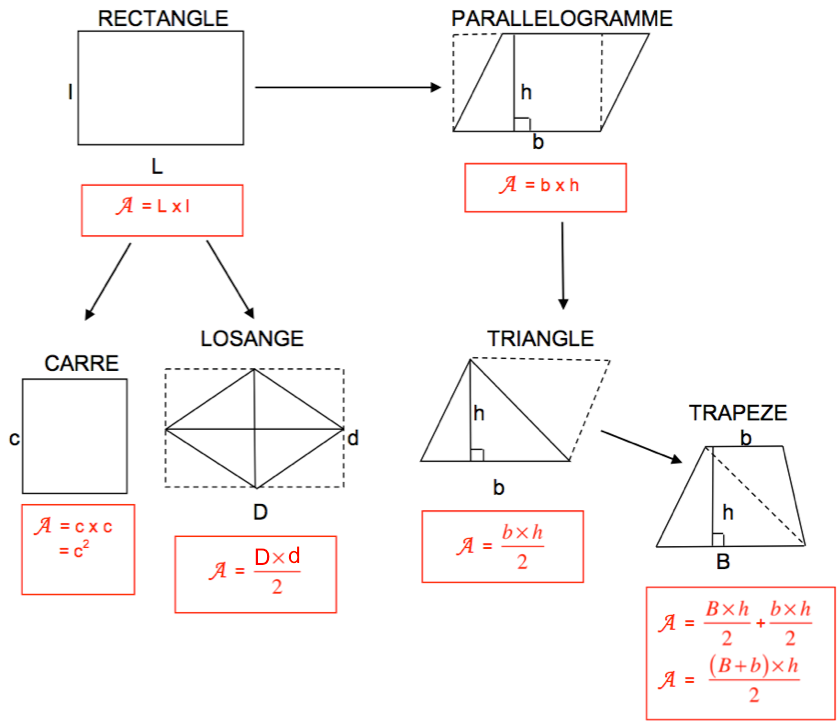 RECTANGLE
l
L
𝒜 = L x l
PARALLELOGRAMME
h
b
𝒜 = b x h
CARRE
c
𝒜 = c x c
= c²
LOSANGE
d
D
𝒜 = D×d/2
TRIANGLE
h
b
𝒜 = b×h/2
TRAPEZE
b
h
B
𝒜 = B×h/2 + b×h/2
𝒜 = (B+b)×h/2